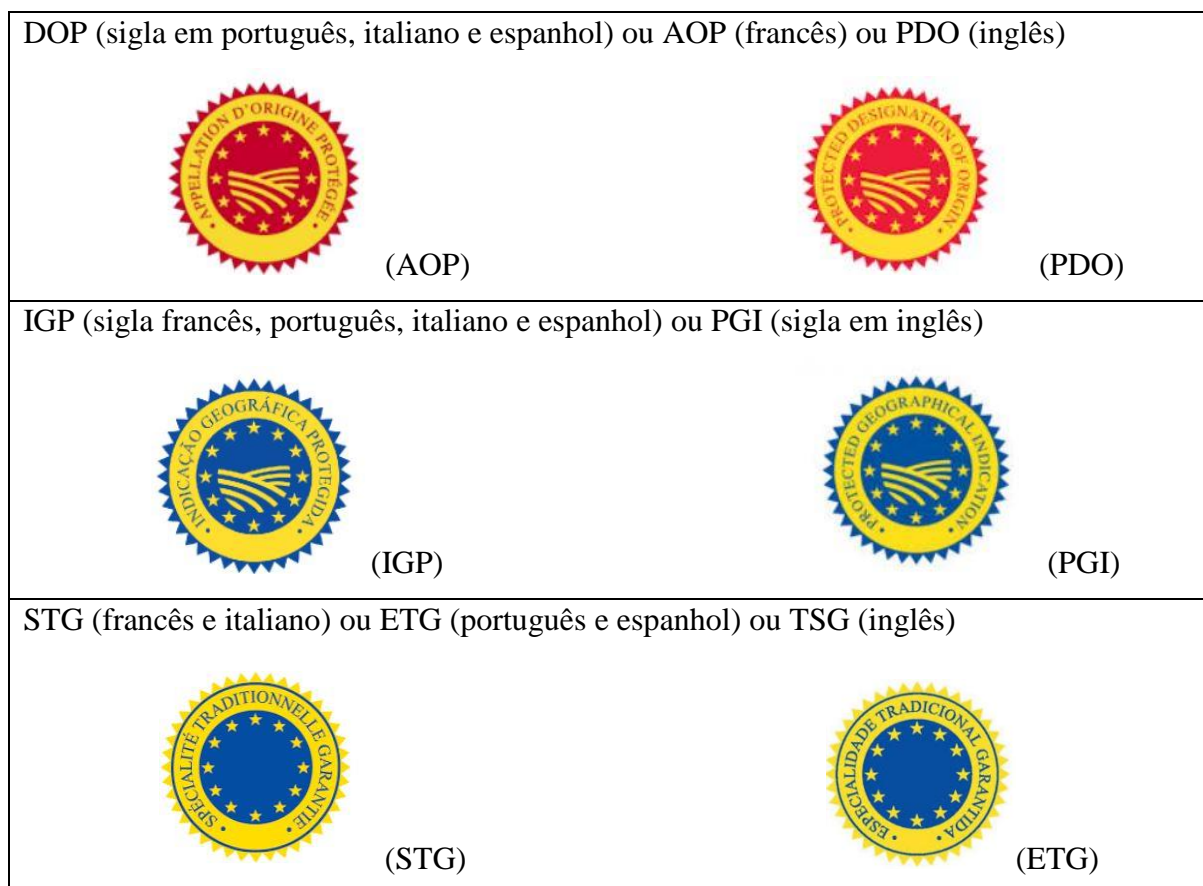 DOP (sigla em português, italiano e espanhol) ou AOP (francês) ou PDO (inglês)
· APPELLATION D'ORIGINE PROTÉGÉE ·
(AOP)
· PROTECTED DESIGNATION OF ORIGIN ·
(PDO)
IGP (sigla francês, português, italiano e espanhol) ou PGI (sigla em inglês)
· INDICAÇÃO GEOGRÁFICA PROTEGIDA ·
(IGP)
· PROTECTED GEOGRAPHICAL INDICATION ·
(PGI)
STG (francês e italiano) ou ETG (português e espanhol) ou TSG (inglês)
· SPÉCIALITÉ TRADITIONNELLE GARANTIE ·
(STG)
· ESPECIALIDADE TRADICIONAL GARANTIDA ·
(ETG)